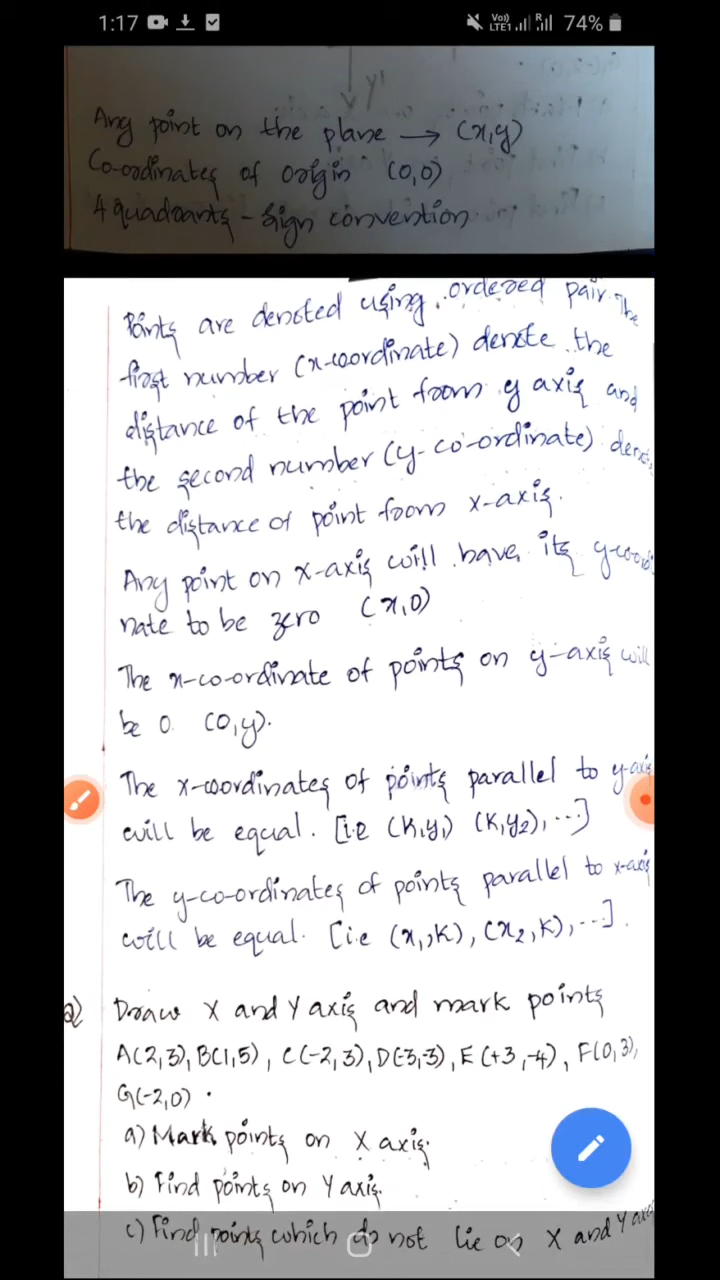 1:17 Vo)) LTE1 R 74%
y'
Any point on the plane → (x,y)
Co-ordinates of origin (0,0)
4 quadrants - Sign convention.
Points are denoted using ordered pair. The
first number (x-coordinate) denote the
distance of the point from y axis and
the second number (y-co-ordinate)
the distance of point from x-axis.
Any point on x-axis will have its
nate to be zero (x,0)
The x-co-ordinate of points on y-axis will
be 0. (0,y).
The x-coordinates of points parallel to y-axis
will be equal. [i.e (K,y₁) (K,y₂), ...]
The y-co-ordinates of points parallel to x-axis
will be equal. [i.e (x₁,K), (x₂,K), ...].
Q) Draw X and Y axis and mark points
A(2,3), B(1,5), C(-2,3), D(-3,-3), E(+3,-4), F(0,3),
G(-2,0).
a) Mark points on X axis.
b) Find points on Y axis.
c) Find points which do not lie on X and Y axis